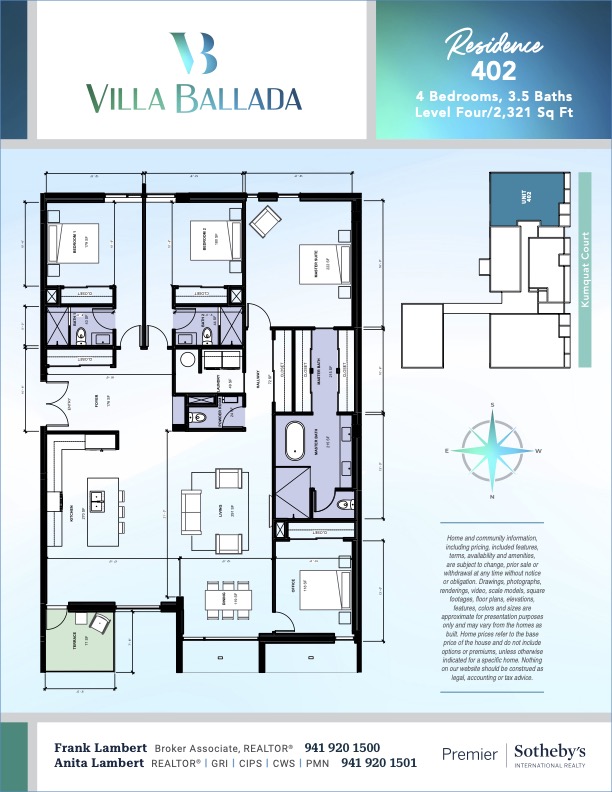 VB
VILLA BALLADA
Residence
402
4 Bedrooms, 3.5 Baths
Level Four/2,321 Sq Ft
BEDROOM 1
BEDROOM 2
MASTER SUITE
CLOSET
CLOSET
BATH 1
BATH 2
LAUNDRY
HALLWAY
CLOSET
CLOSET
MASTER BATH
CLOSET
ENTRY
FOYER
POWDER ROOM
MASTER BATH
KITCHEN
LIVING
CLOSET
DINING
OFFICE
TERRACE
UNIT
402
Kumquat Court
S
E
W
N
Home and community information,
including pricing, included features,
terms, availability and amenities,
are subject to change, prior sale or
withdrawal at any time without notice
or obligation. Drawings, photographs,
renderings, video, scale models, square
footages, floor plans, elevations,
features, colors and sizes are
approximate for presentation purposes
only and may vary from the homes as
built. Home prices refer to the base
price of the house and do not include
options or premiums, unless otherwise
indicated for a specific home. Nothing
on our website should be construed as
legal, accounting or tax advice.
Frank Lambert Broker Associate, REALTOR® 941 920 1500
Anita Lambert REALTOR® | GRI | CIPS | CWS | PMN 941 920 1501
Premier | Sotheby's
INTERNATIONAL REALTY